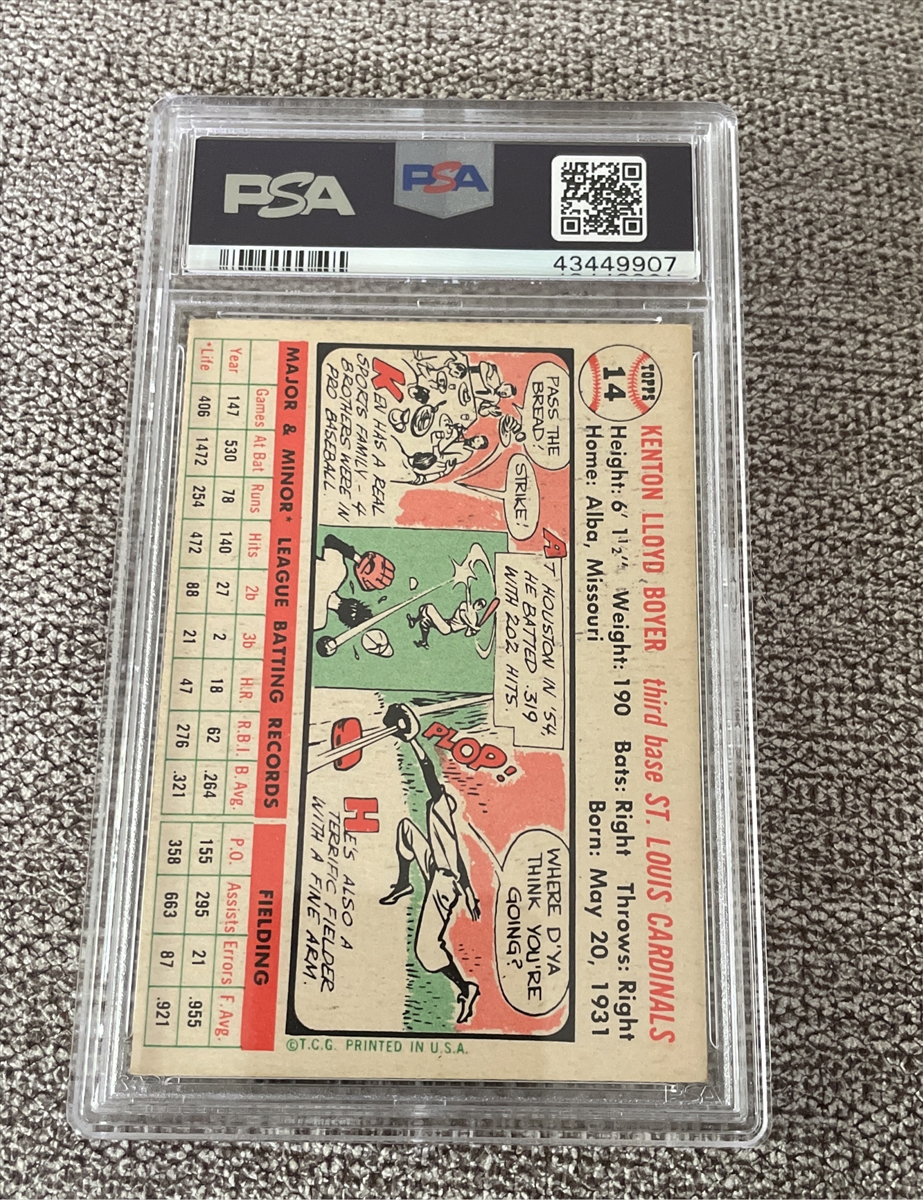 PSA
PSA
43449907
TOPPS
14
KENTON LLOYD BOYER third base ST. LOUIS CARDINALS
Height: 6' 1½" Weight: 190 Bats: Right Throws: Right
Home: Alba, Missouri Born: May 20, 1931
PASS THE
BREAD!
STRIKE!
KEN HAS A REAL
SPORTS FAMILY - 4
BROTHERS WERE IN
PRO BASEBALL
AT HOUSTON IN '54,
HE BATTED .319
WITH 202 HITS.
PLOP!
WHERE D'YA
THINK YOU'RE
GOING?
HE'S ALSO A
TERRIFIC FIELDER
WITH A FINE ARM.
©T.C.G. PRINTED IN U.S.A.
MAJOR & MINOR* LEAGUE BATTING RECORDS FIELDING
Games At Bat Runs Hits 2b 3b H.R. R.B.I. B. Avg. P.O. Assists Errors F. Avg.
Year 147 530 78 140 27 2 18 62 .264 155 295 21 .955
*Life 406 1472 254 472 88 21 47 276 .321 358 663 87 .921